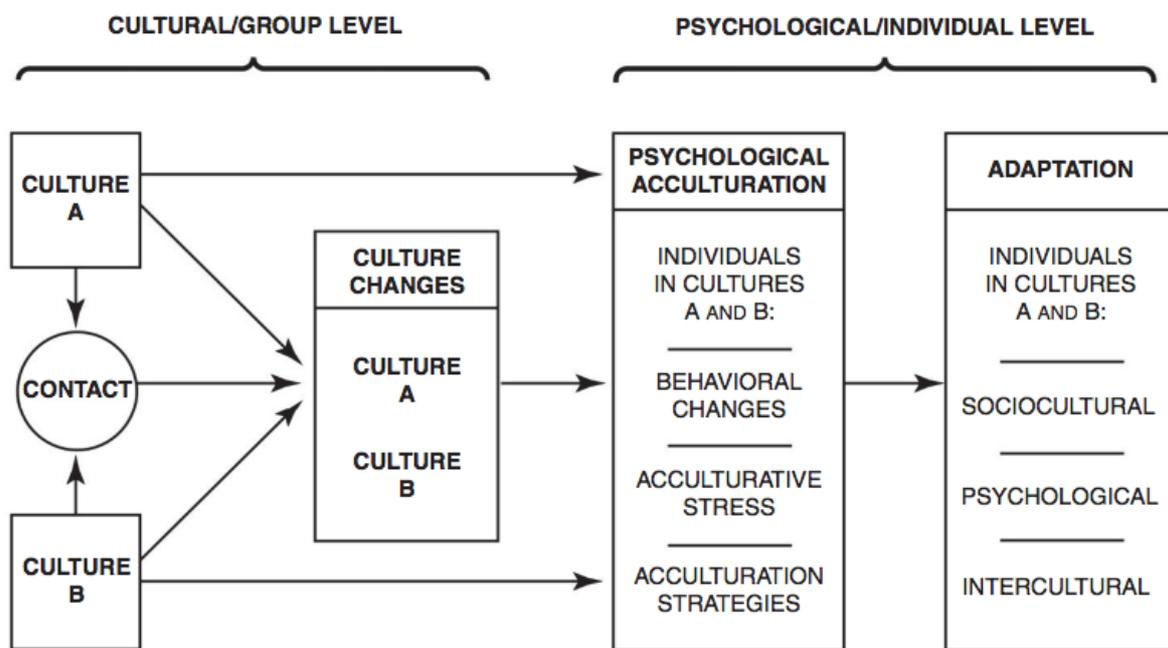 CULTURAL/GROUP LEVEL
PSYCHOLOGICAL/INDIVIDUAL LEVEL
CULTURE
A
CONTACT
CULTURE
B
CULTURE
CHANGES
CULTURE
A
CULTURE
B
PSYCHOLOGICAL
ACCULTURATION
INDIVIDUALS
IN CULTURES
A AND B:
BEHAVIORAL
CHANGES
ACCULTURATIVE
STRESS
ACCULTURATION
STRATEGIES
ADAPTATION
INDIVIDUALS
IN CULTURES
A AND B:
SOCIOCULTURAL
PSYCHOLOGICAL
INTERCULTURAL